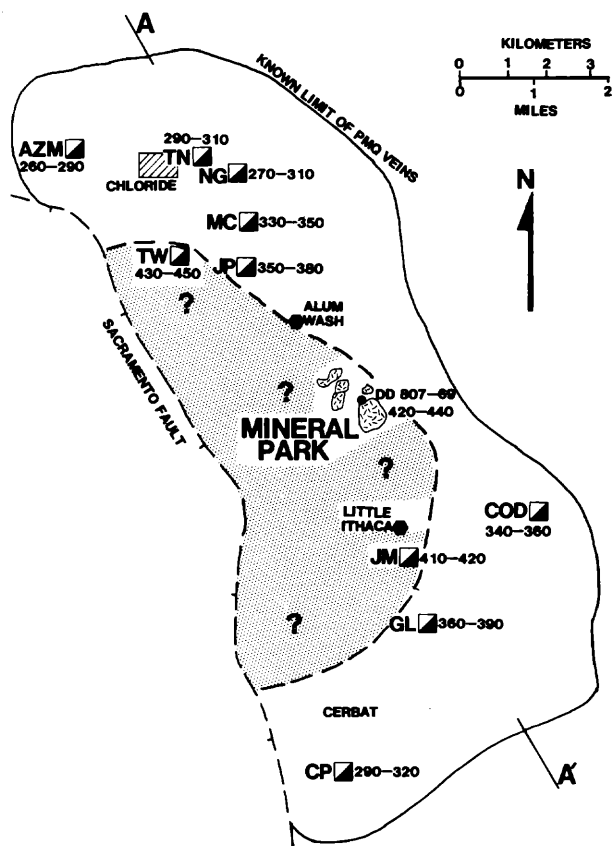 A
KILOMETERS
0 1 2 3
0 1 2
MILES
KNOWN LIMIT OF PMQ VEINS
N
AZM
260–290
290–310
TN
CHLORIDE
NG 270–310
MC 330–350
TW
430–450
JP 350–380
?
ALUM
WASH
SACRAMENTO FAULT
?
DD 807–69
420–440
MINERAL
PARK
?
LITTLE
ITHACA
COD
340–360
JM 410–420
?
GL 360–390
CERBAT
CP 290–320
A'